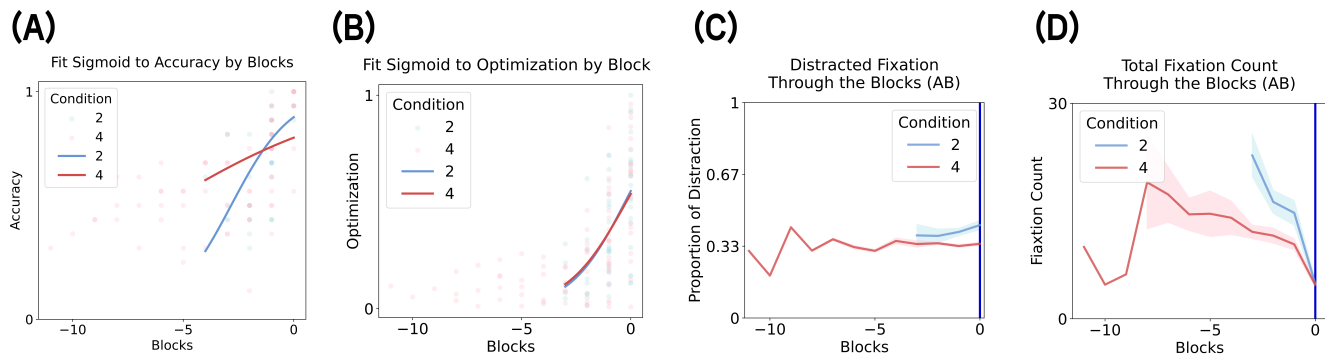 (A)
Fit Sigmoid to Accuracy by Blocks
Accuracy
1
0
Condition
2
4
2
4
−10
−5
0
Blocks
(B)
Fit Sigmoid to Optimization by Block
Optimization
1
0
Condition
2
4
2
4
−10
−5
0
Blocks
(C)
Distracted Fixation
Through the Blocks (AB)
Proportion of Distraction
1
0.67
0.33
0
Condition
2
4
−10
−5
0
Blocks
(D)
Total Fixation Count
Through the Blocks (AB)
Fiaxtion Count
30
0
Condition
2
4
−10
−5
0
Blocks